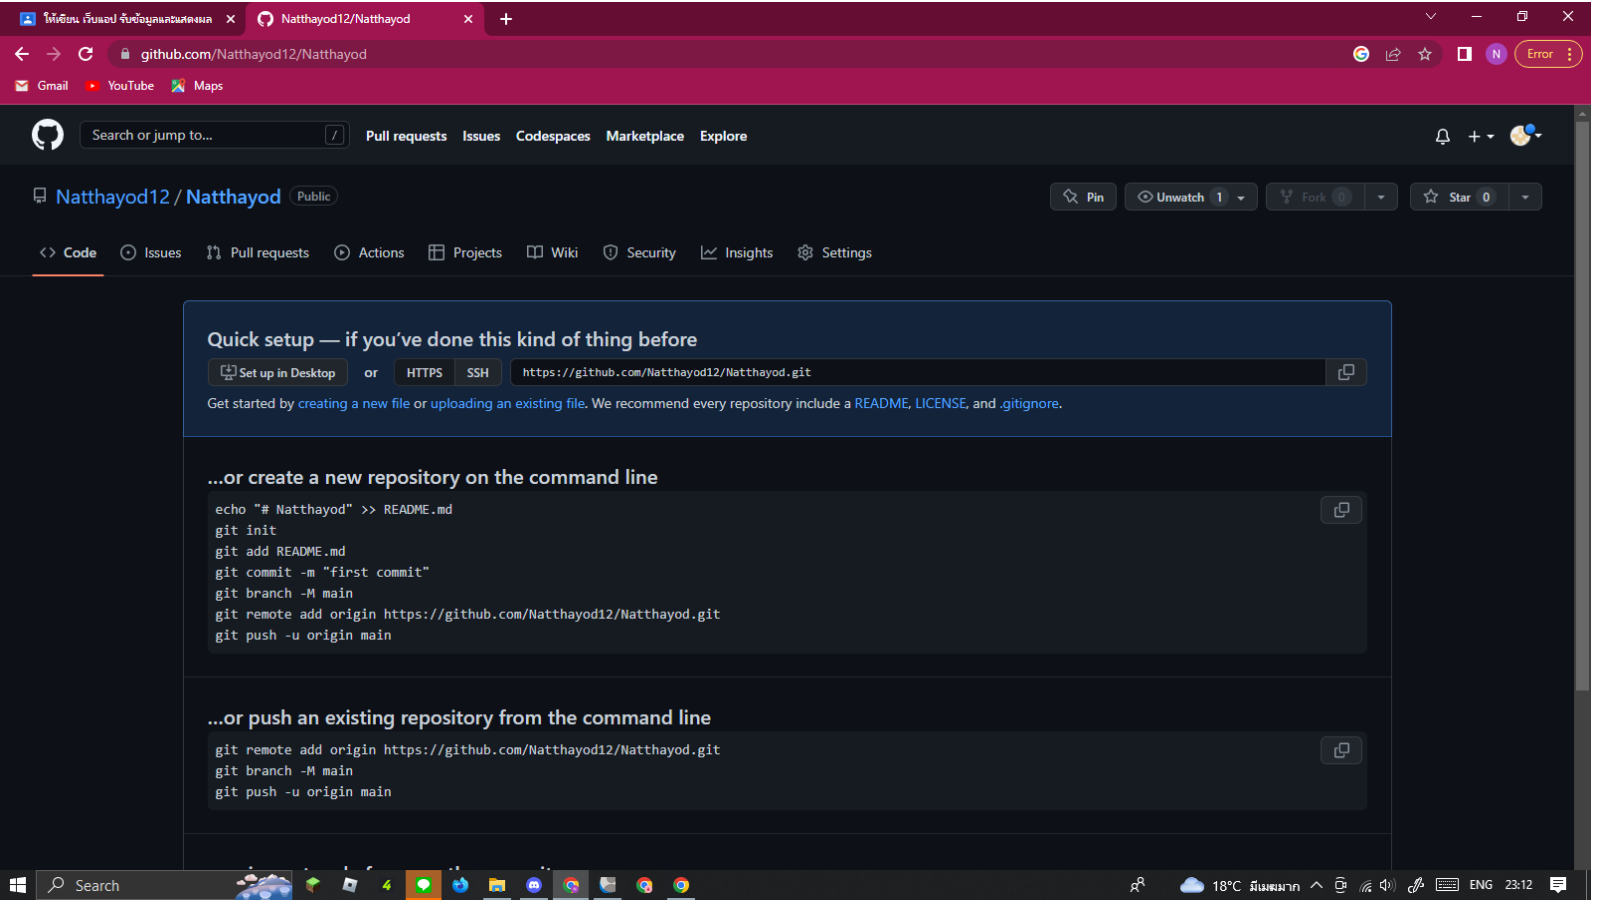 ให้เขียน เว็บแอป รับข้อมูลและแสดงผล
Natthayod12/Natthayod
github.com/Natthayod12/Natthayod
N
Error
Gmail
YouTube
Maps
Search or jump to...
/
Pull requests
Issues
Codespaces
Marketplace
Explore
Natthayod12 / Natthayod
Public
Pin
Unwatch 1
Fork 0
Star 0
Code
Issues
Pull requests
Actions
Projects
Wiki
Security
Insights
Settings
Quick setup — if you’ve done this kind of thing before
Set up in Desktop
or
HTTPS
SSH
https://github.com/Natthayod12/Natthayod.git
Get started by creating a new file or uploading an existing file. We recommend every repository include a README, LICENSE, and .gitignore.
…or create a new repository on the command line
echo "# Natthayod" >> README.md
git init
git add README.md
git commit -m "first commit"
git branch -M main
git remote add origin https://github.com/Natthayod12/Natthayod.git
git push -u origin main
…or push an existing repository from the command line
git remote add origin https://github.com/Natthayod12/Natthayod.git
git branch -M main
git push -u origin main
Search
4
18°C มีเมฆมาก
ENG
23:12